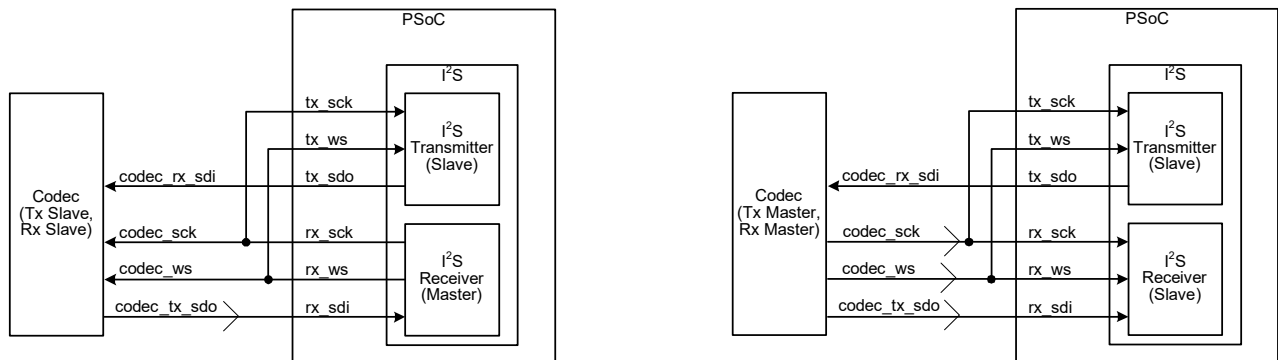 PSoC
I²S
tx_sck
I²S
Transmitter
(Slave)
tx_ws
codec_rx_sdi
tx_sdo
Codec
(Tx Slave,
Rx Slave)
codec_sck
rx_sck
I²S
Receiver
(Master)
codec_ws
rx_ws
codec_tx_sdo
rx_sdi
PSoC
I²S
tx_sck
I²S
Transmitter
(Slave)
tx_ws
codec_rx_sdi
tx_sdo
Codec
(Tx Master,
Rx Master)
codec_sck
rx_sck
I²S
Receiver
(Slave)
codec_ws
rx_ws
codec_tx_sdo
rx_sdi